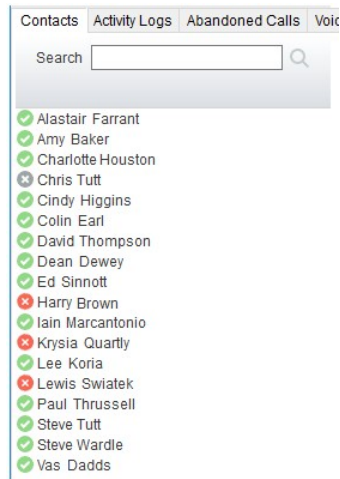 Contacts Activity Logs Abandoned Calls
Search
Alastair Farrant
Amy Baker
Charlotte Houston
Chris Tutt
Cindy Higgins
Colin Earl
David Thompson
Dean Dewey
Ed Sinnott
Harry Brown
Iain Marcantonio
Krysia Quartly
Lee Koria
Lewis Swiatek
Paul Thrussell
Steve Tutt
Steve Wardle
Vas Dadds